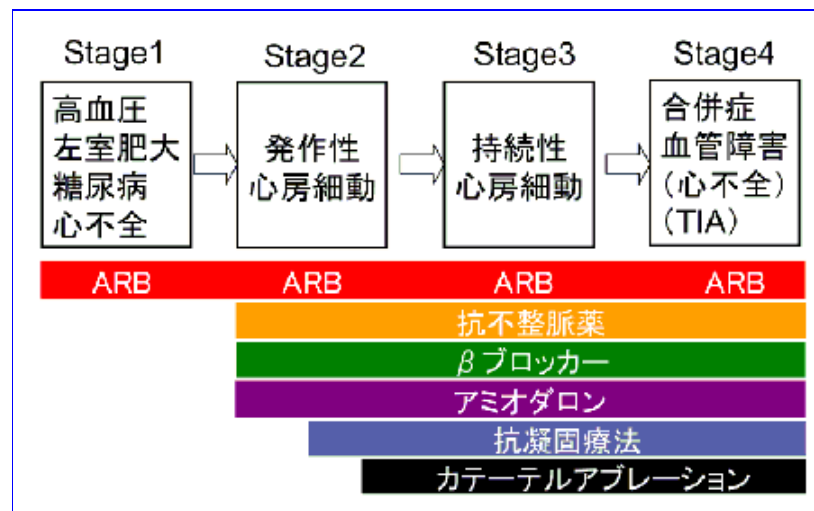 Stage1
Stage2
Stage3
Stage4
高血圧
左室肥大
糖尿病
心不全
発作性
心房細動
持続性
心房細動
合併症
血管障害
(心不全)
(TIA)
ARB ARB ARB ARB
抗不整脈薬
βブロッカー
アミオダロン
抗凝固療法
カテーテルアブレーション